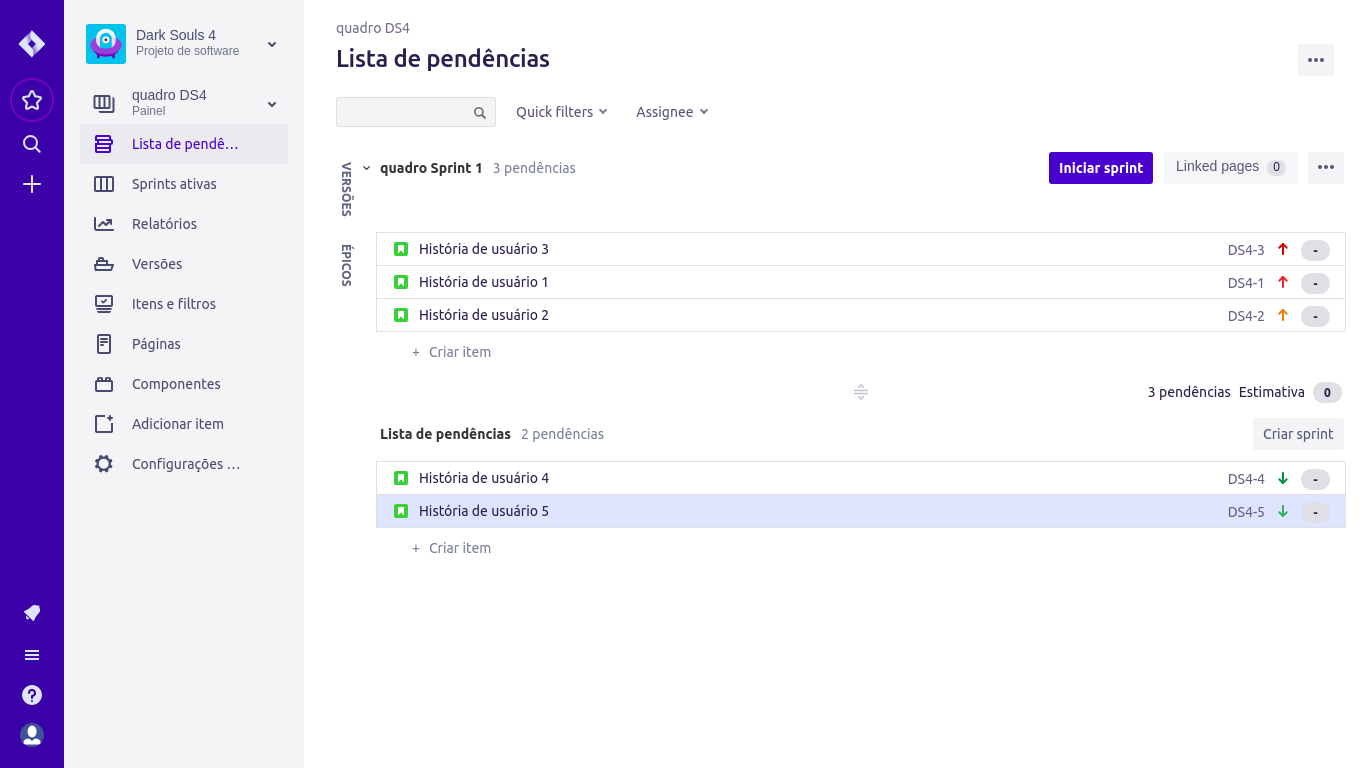 Dark Souls 4
Projeto de software
quadro DS4
Painel
Lista de pendê…
Sprints ativas
Relatórios
Versões
Itens e filtros
Páginas
Componentes
Adicionar item
Configurações …
quadro DS4
Lista de pendências
Quick filters
Assignee
VERSÕES
ÉPICOS
quadro Sprint 1 3 pendências
Iniciar sprint
Linked pages 0
História de usuário 3 DS4-3 -
História de usuário 1 DS4-1 -
História de usuário 2 DS4-2 -
+ Criar item
3 pendências Estimativa 0
Lista de pendências 2 pendências
Criar sprint
História de usuário 4 DS4-4 -
História de usuário 5 DS4-5 -
+ Criar item